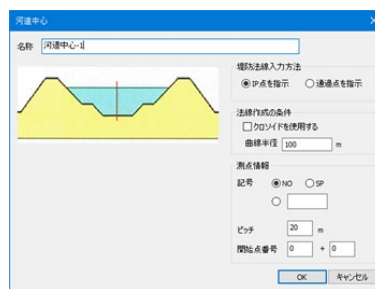 河道中心
名称 河道中心-1
堤防法線入力方法
IP点を指示 通過点を指示
法線作成の条件
クロソイドを使用する
曲線半径 100 m
測点情報
記号 NO SP
ピッチ 20 m
開始点番号 0 + 0
OK キャンセル